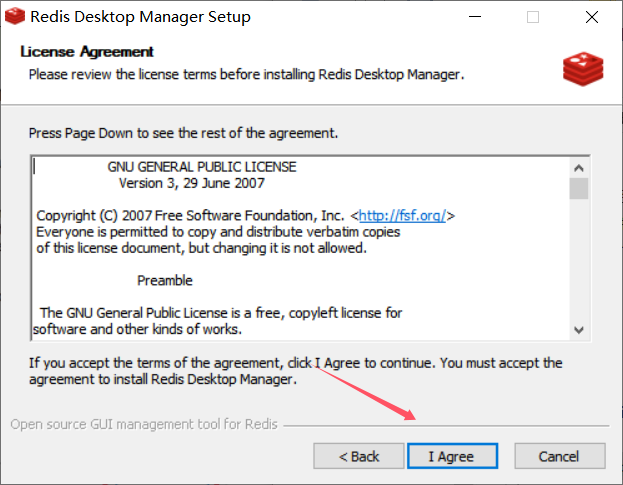 Redis Desktop Manager Setup
License Agreement
Please review the license terms before installing Redis Desktop Manager.
Press Page Down to see the rest of the agreement.
GNU GENERAL PUBLIC LICENSE
Version 3, 29 June 2007
Copyright (C) 2007 Free Software Foundation, Inc. <http://fsf.org/>
Everyone is permitted to copy and distribute verbatim copies
of this license document, but changing it is not allowed.
Preamble
The GNU General Public License is a free, copyleft license for
software and other kinds of works.
If you accept the terms of the agreement, click I Agree to continue. You must accept the
agreement to install Redis Desktop Manager.
Open source GUI management tool for Redis
< Back I Agree Cancel